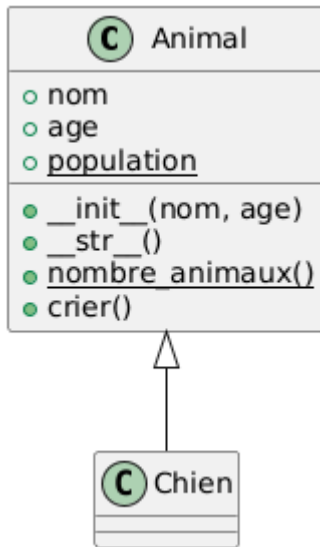 C Animal
nom
age
population
__init__(nom, age)
__str__()
nombre_animaux()
crier()
C Chien